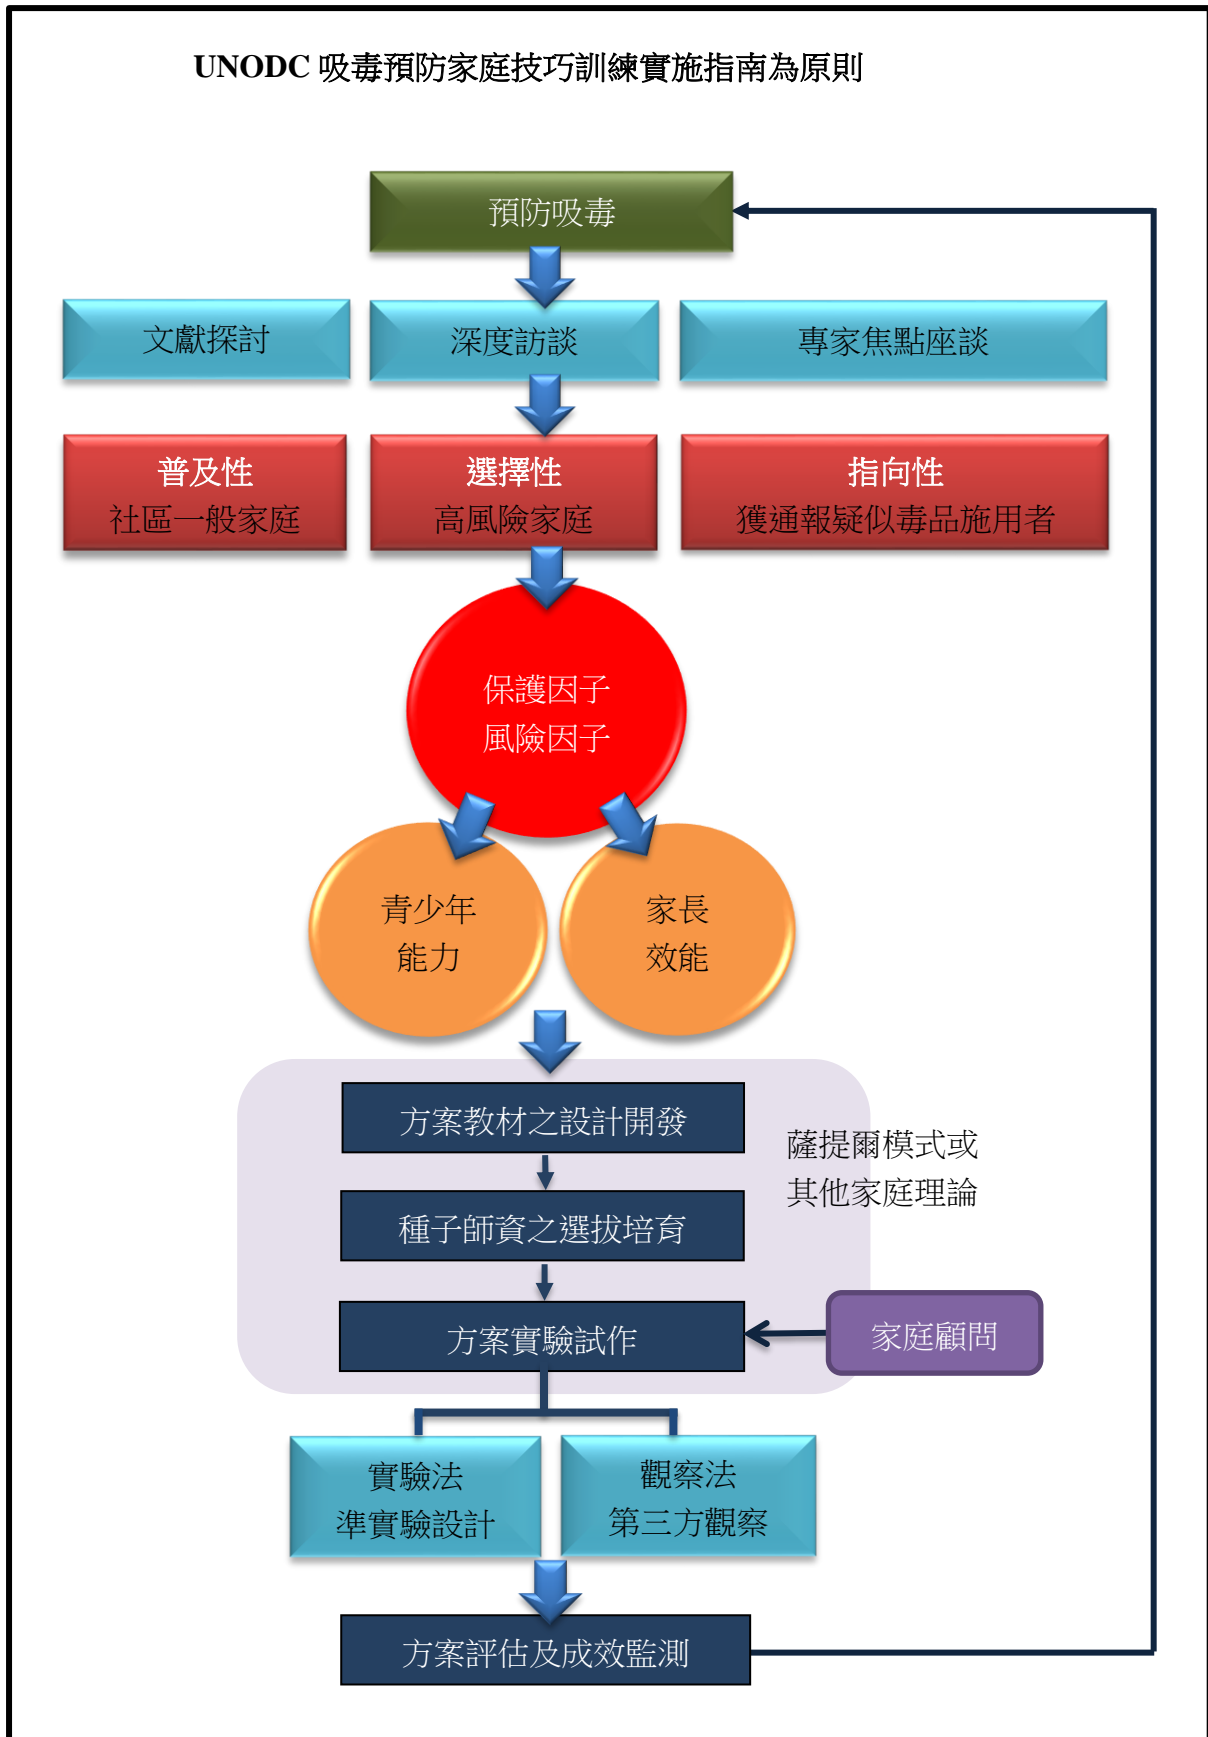 UNODC 吸毒預防家庭技巧訓練實施指南為原則
預防吸毒
文獻探討
深度訪談
專家焦點座談
普及性
社區一般家庭
選擇性
高風險家庭
指向性
獲通報疑似毒品施用者
保護因子
風險因子
青少年
能力
家長
效能
方案教材之設計開發
薩提爾模式或
其他家庭理論
種子師資之選拔培育
方案實驗試作
家庭顧問
實驗法
準實驗設計
觀察法
第三方觀察
方案評估及成效監測